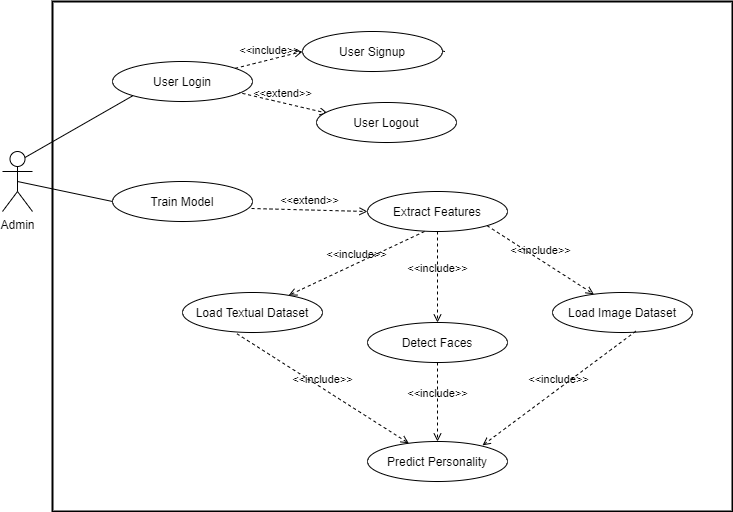 <<include>>
User Signup
User Login
<<extend>>
User Logout
Admin
Train Model
<<extend>>
Extract Features
<<include>>
<<include>>
<<include>>
Load Textual Dataset
Detect Faces
Load Image Dataset
<<include>>
<<include>>
<<include>>
Predict Personality